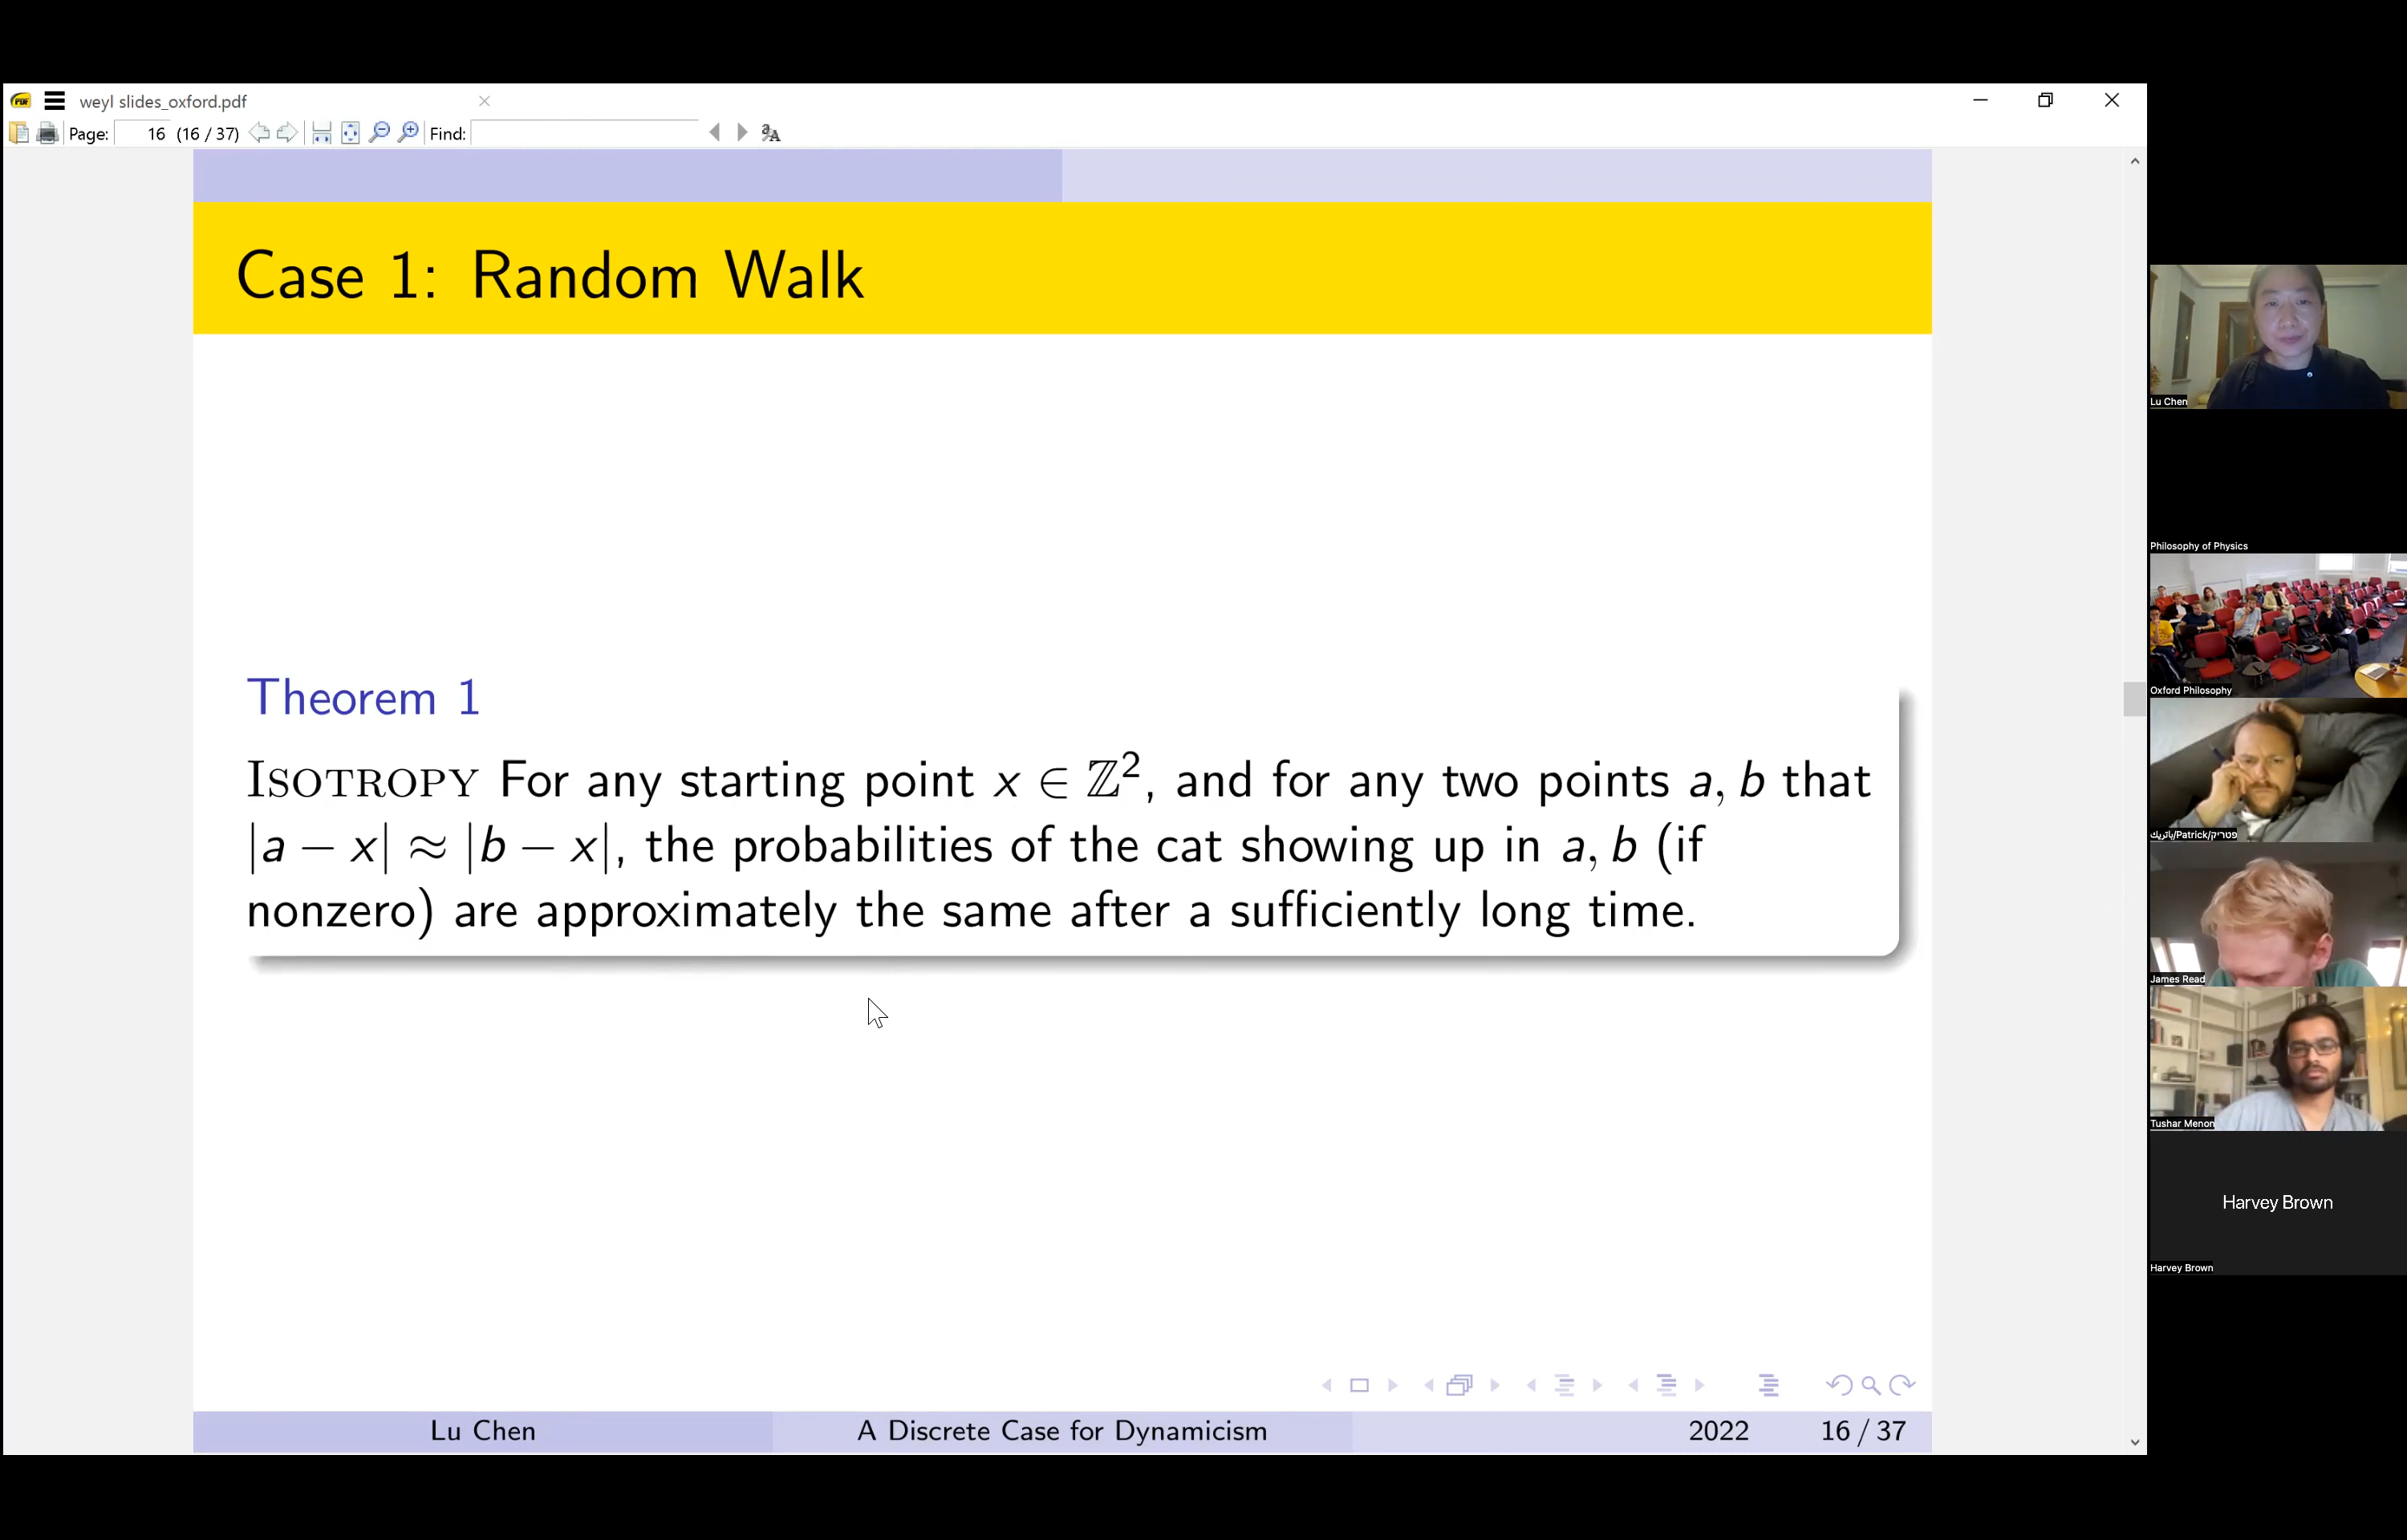 weyl slides_oxford.pdf
Page: 16 (16 / 37) Find:
Case 1: Random Walk
Theorem 1
Isotropy For any starting point x ∈ ℤ², and for any two points a, b that
|a − x| ≈ |b − x|, the probabilities of the cat showing up in a, b (if
nonzero) are approximately the same after a sufficiently long time.
Lu Chen A Discrete Case for Dynamicism 2022 16 / 37
Lu Chen
Philosophy of Physics
Oxford Philosophy
פטריק/Patrick/باتريك
James Read
Tushar Menon
Harvey Brown
Harvey Brown